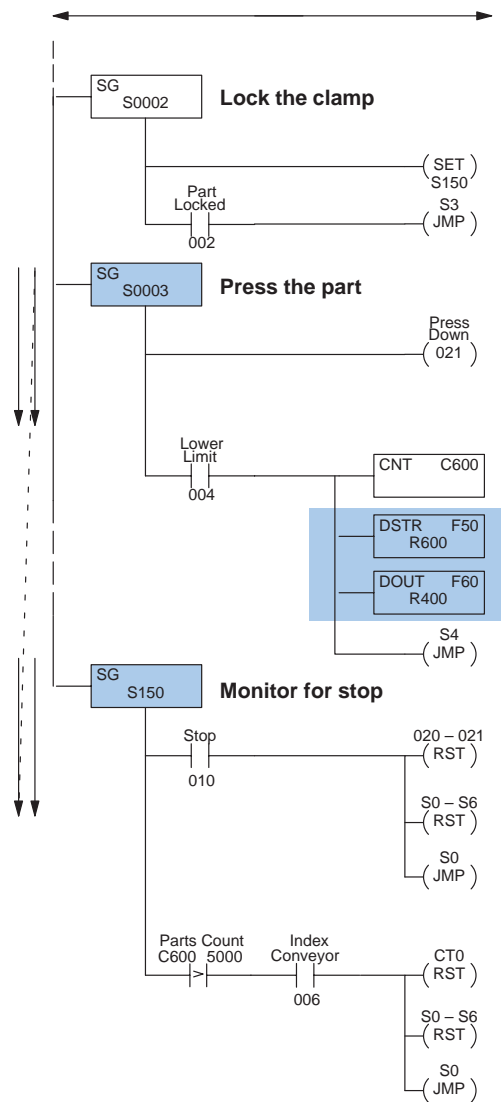 SG
S0002
Lock the clamp
SET
S150
Part
Locked
002
S3
JMP
SG
S0003
Press the part
Press
Down
021
Lower
Limit
004
CNT C600
DSTR F50
R600
DOUT F60
R400
S4
JMP
SG
S150
Monitor for stop
Stop
010
020 – 021
RST
S0 – S6
RST
S0
JMP
Parts Count
C600 5000
>
Index
Conveyor
006
CT0
RST
S0 – S6
RST
S0
JMP